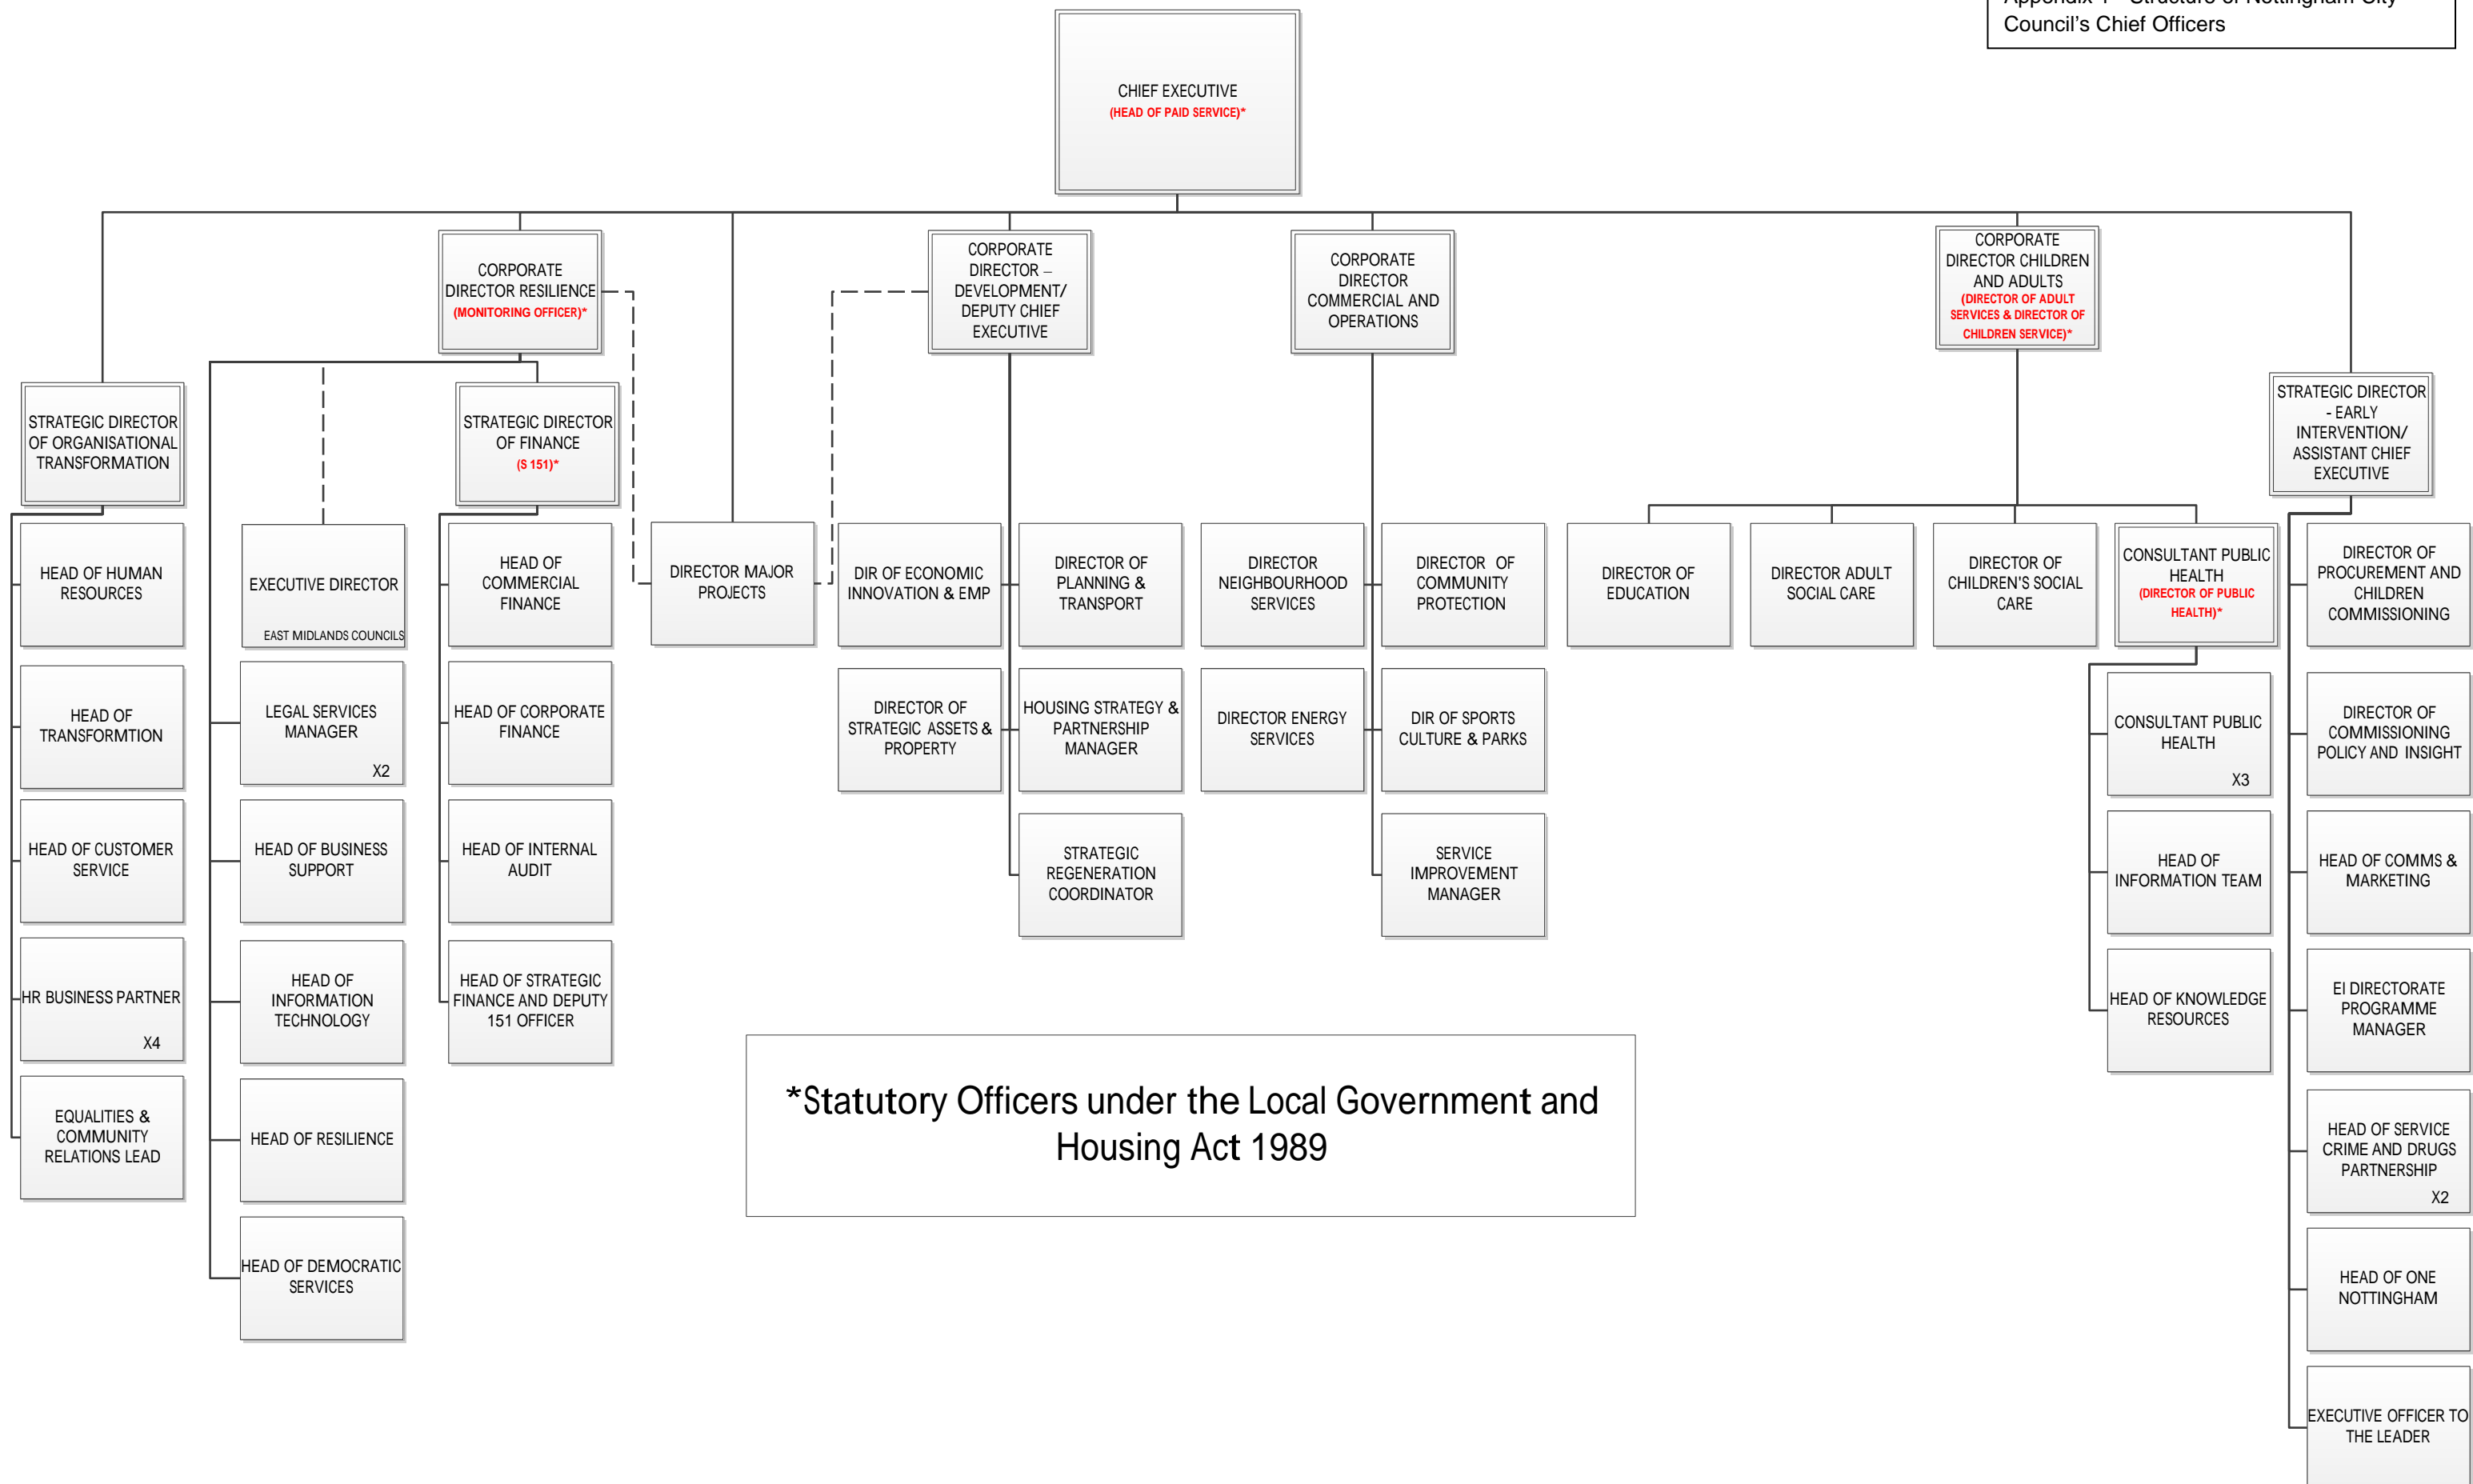 Council's Chief Officers
CHIEF EXECUTIVE
(HEAD OF PAID SERVICE)*
CORPORATE
DIRECTOR RESILIENCE
(MONITORING OFFICER)*
CORPORATE
DIRECTOR –
DEVELOPMENT/
DEPUTY CHIEF
EXECUTIVE
CORPORATE
DIRECTOR
COMMERCIAL AND
OPERATIONS
CORPORATE
DIRECTOR CHILDREN
AND ADULTS
(DIRECTOR OF ADULT
SERVICES & DIRECTOR OF
CHILDREN SERVICE)*
STRATEGIC DIRECTOR
OF ORGANISATIONAL
TRANSFORMATION
STRATEGIC DIRECTOR
OF FINANCE
(S 151)*
STRATEGIC DIRECTOR
- EARLY
INTERVENTION/
ASSISTANT CHIEF
EXECUTIVE
HEAD OF HUMAN
RESOURCES
HEAD OF
TRANSFORMTION
HEAD OF CUSTOMER
SERVICE
HR BUSINESS PARTNER
X4
EQUALITIES &
COMMUNITY
RELATIONS LEAD
EXECUTIVE DIRECTOR
EAST MIDLANDS COUNCILS
LEGAL SERVICES
MANAGER
X2
HEAD OF BUSINESS
SUPPORT
HEAD OF
INFORMATION
TECHNOLOGY
HEAD OF RESILIENCE
HEAD OF DEMOCRATIC
SERVICES
HEAD OF
COMMERCIAL
FINANCE
HEAD OF CORPORATE
FINANCE
HEAD OF INTERNAL
AUDIT
HEAD OF STRATEGIC
FINANCE AND DEPUTY
151 OFFICER
DIRECTOR MAJOR
PROJECTS
DIR OF ECONOMIC
INNOVATION & EMP
DIRECTOR OF
PLANNING &
TRANSPORT
DIRECTOR OF
STRATEGIC ASSETS &
PROPERTY
HOUSING STRATEGY &
PARTNERSHIP
MANAGER
STRATEGIC
REGENERATION
COORDINATOR
DIRECTOR
NEIGHBOURHOOD
SERVICES
DIRECTOR OF
COMMUNITY
PROTECTION
DIRECTOR ENERGY
SERVICES
DIR OF SPORTS
CULTURE & PARKS
SERVICE
IMPROVEMENT
MANAGER
DIRECTOR OF
EDUCATION
DIRECTOR ADULT
SOCIAL CARE
DIRECTOR OF
CHILDREN'S SOCIAL
CARE
CONSULTANT PUBLIC
HEALTH
(DIRECTOR OF PUBLIC
HEALTH)*
CONSULTANT PUBLIC
HEALTH
X3
HEAD OF
INFORMATION TEAM
HEAD OF KNOWLEDGE
RESOURCES
DIRECTOR OF
PROCUREMENT AND
CHILDREN
COMMISSIONING
DIRECTOR OF
COMMISSIONING
POLICY AND INSIGHT
HEAD OF COMMS &
MARKETING
EI DIRECTORATE
PROGRAMME
MANAGER
HEAD OF SERVICE
CRIME AND DRUGS
PARTNERSHIP
X2
HEAD OF ONE
NOTTINGHAM
EXECUTIVE OFFICER TO
THE LEADER
*Statutory Officers under the Local Government and
Housing Act 1989